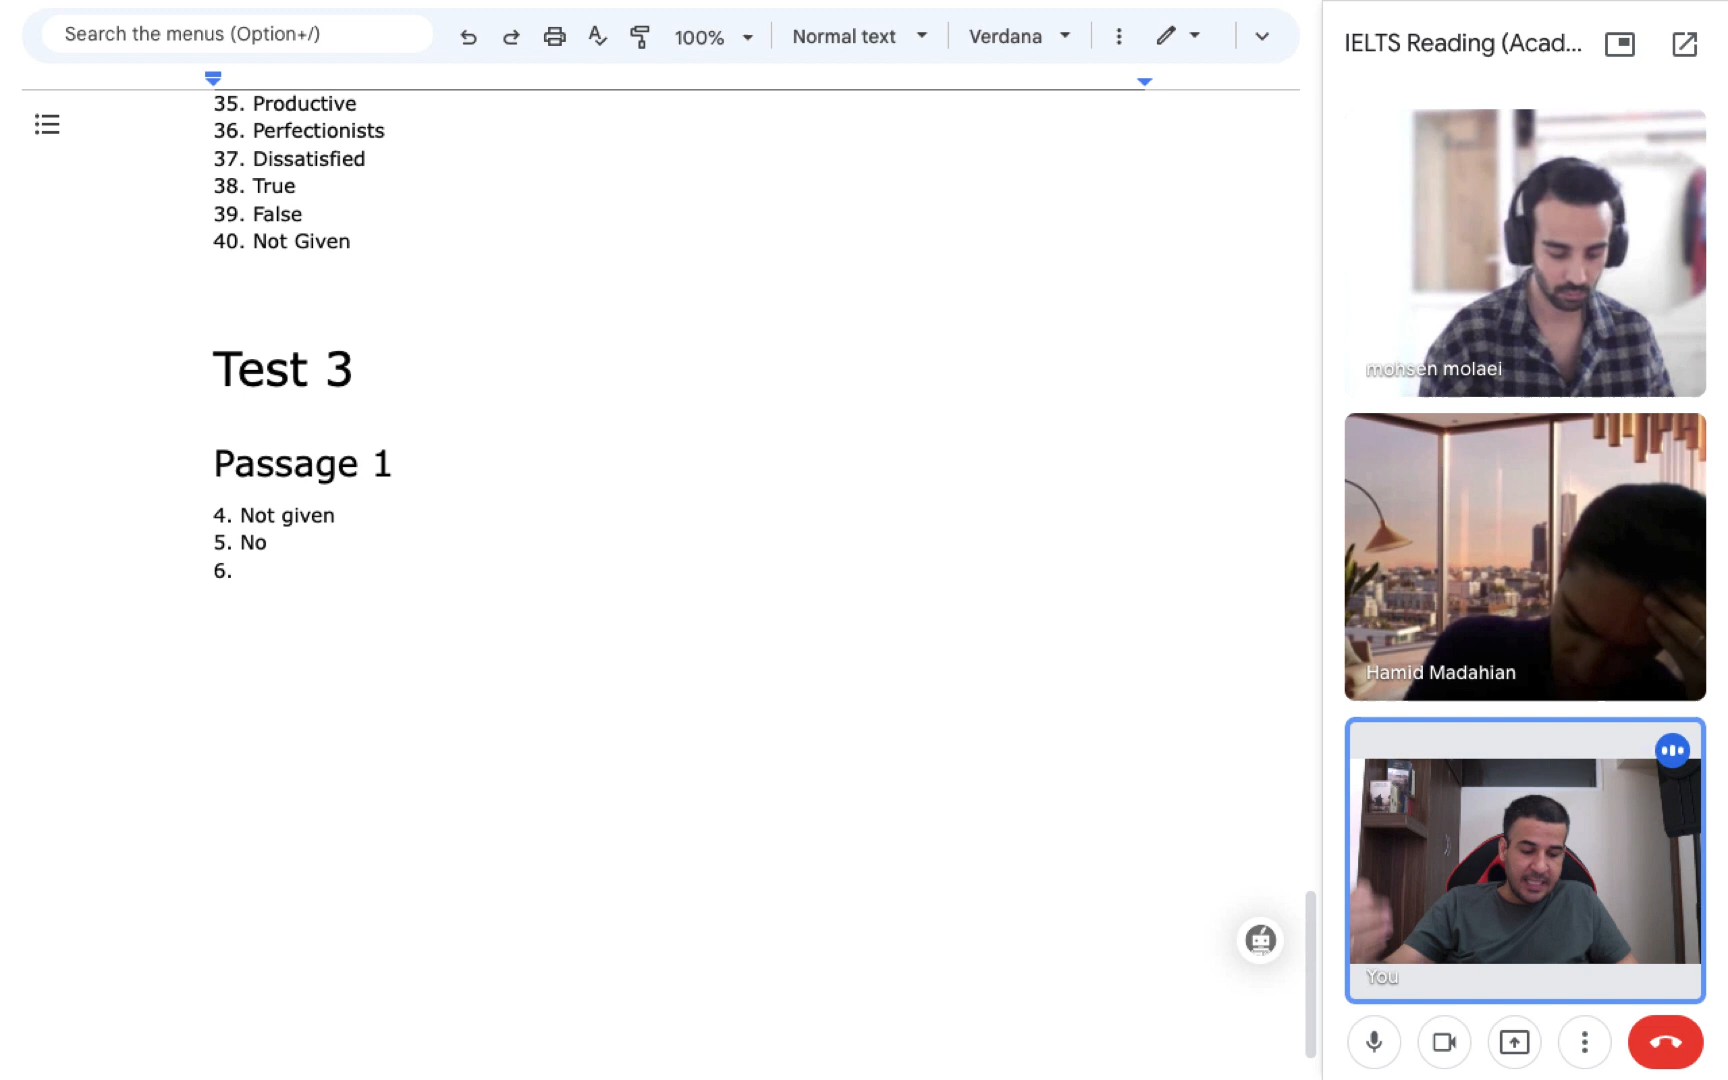 Search the menus (Option+/)
100%
Normal text
Verdana
IELTS Reading (Acad...
35. Productive
36. Perfectionists
37. Dissatisfied
38. True
39. False
40. Not Given
Test 3
Passage 1
4. Not given
5. No
6.
mohsen molaei
Hamid Madahian
You